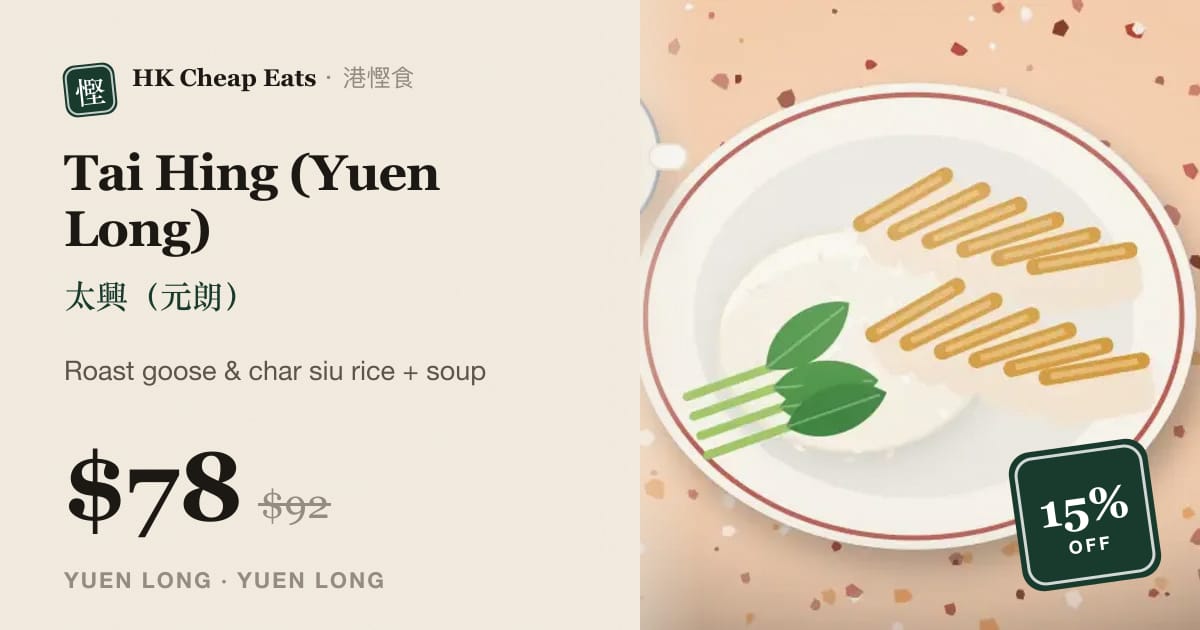 慳
HK Cheap Eats · 港慳食
Tai Hing (Yuen
Long)
太興（元朗）
Roast goose & char siu rice + soup
$78 $92
YUEN LONG · YUEN LONG
15%
OFF